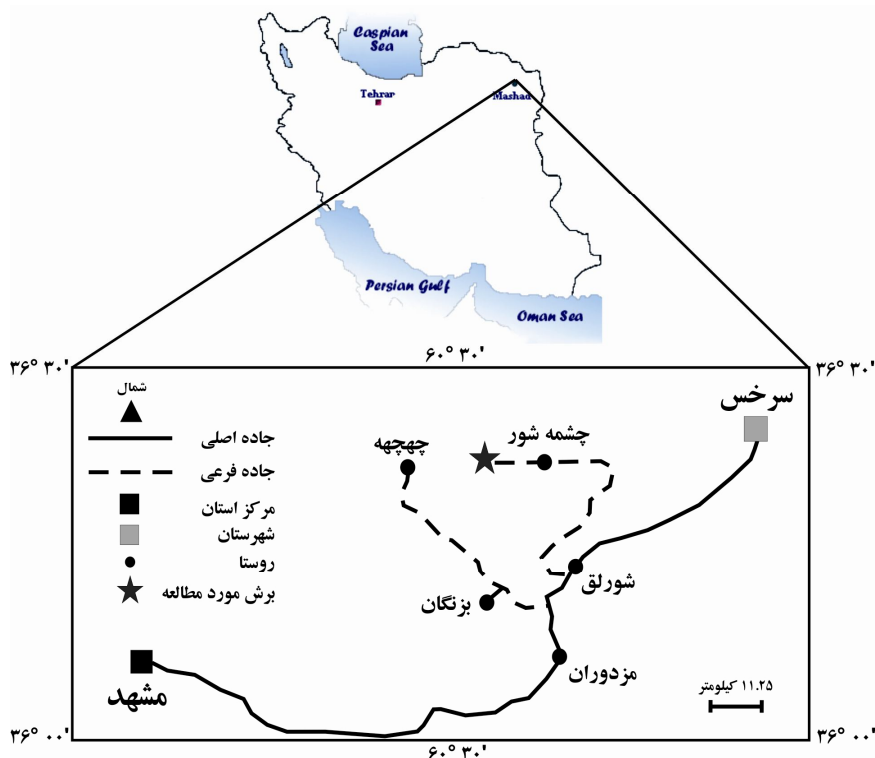 Caspian
Sea
Tehrar
Mashad
Persian Gulf
Oman Sea
۶۰° ۳۰'
۳۶° ۳۰'
۳۶° ۳۰'
شمال
جاده اصلی
جاده فرعی
مرکز استان
شهرستان
روستا
برش مورد مطالعه
سرخس
چشمه شور
چهچهه
شورلق
بزنگان
مزدوران
مشهد
۱۱.۲۵ کیلومتر
۳۶° ۰۰'
۳۶° ۰۰'
۶۰° ۳۰'